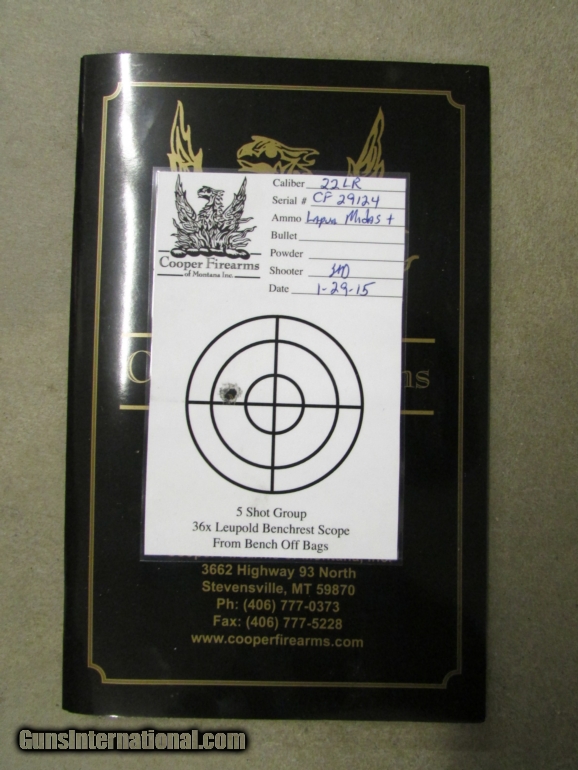 Caliber 22 LR
Serial # CF 29124
Ammo Lapua Midas +
Bullet
Powder
Cooper Firearms
of Montana Inc.
Shooter
Date 1-29-15
5 Shot Group
36x Leupold Benchrest Scope
From Bench Off Bags
3662 Highway 93 North
Stevensville, MT 59870
Ph: (406) 777-0373
Fax: (406) 777-5228
www.cooperfirearms.com
GunsInternational.com